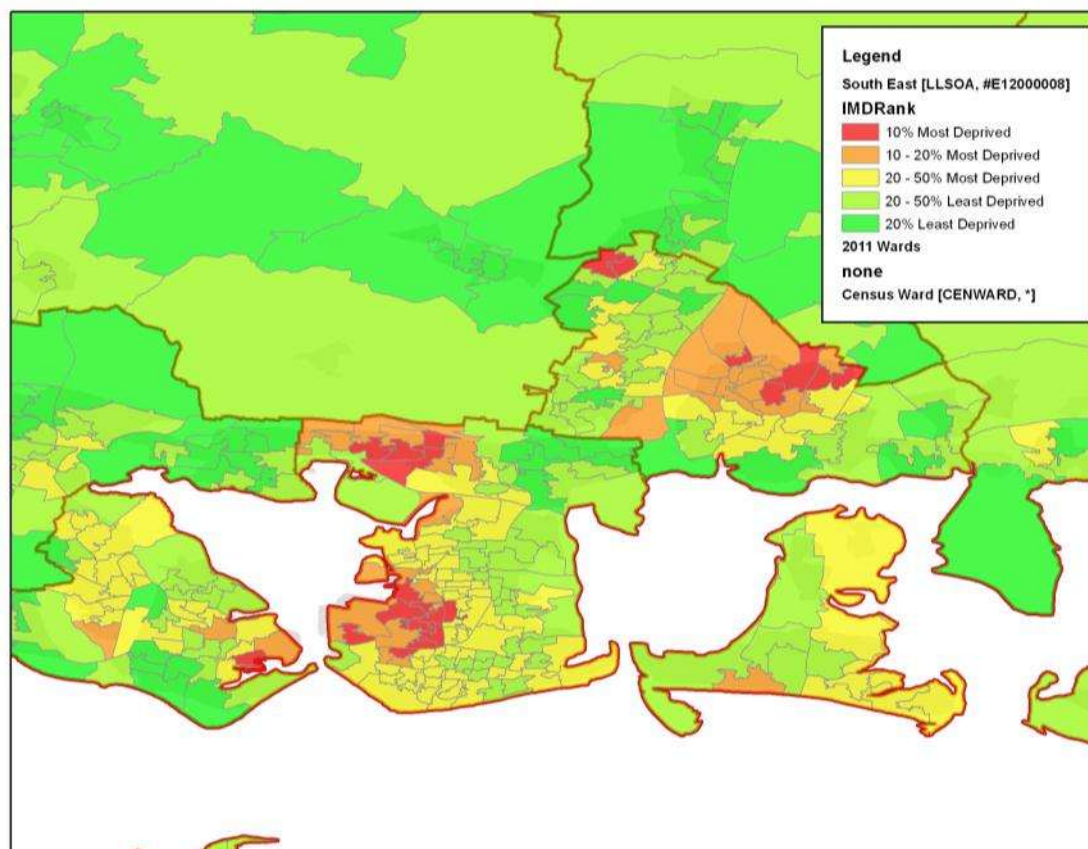 Legend
South East [LLSOA, #E12000008]
IMDRank
10% Most Deprived
10 - 20% Most Deprived
20 - 50% Most Deprived
20 - 50% Least Deprived
20% Least Deprived
2011 Wards
none
Census Ward [CENWARD, *]